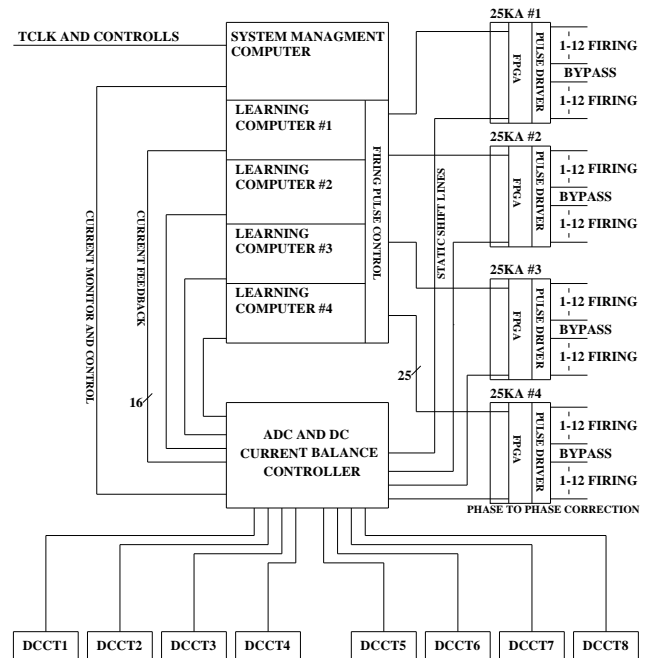 TCLK AND CONTROLLS
SYSTEM MANAGMENT
COMPUTER
LEARNING
COMPUTER #1
LEARNING
COMPUTER #2
LEARNING
COMPUTER #3
LEARNING
COMPUTER #4
FIRING PULSE CONTROL
CURRENT MONITOR AND CONTROL
CURRENT FEEDBACK
16
25
STATIC SHIFT LINES
ADC AND DC
CURRENT BALANCE
CONTROLLER
25KA #1
FPGA
PULSE DRIVER
1-12 FIRING
BYPASS
1-12 FIRING
25KA #2
FPGA
PULSE DRIVER
1-12 FIRING
BYPASS
1-12 FIRING
25KA #3
FPGA
PULSE DRIVER
1-12 FIRING
BYPASS
1-12 FIRING
25KA #4
FPGA
PULSE DRIVER
1-12 FIRING
BYPASS
1-12 FIRING
PHASE TO PHASE CORRECTION
DCCT1
DCCT2
DCCT3
DCCT4
DCCT5
DCCT6
DCCT7
DCCT8